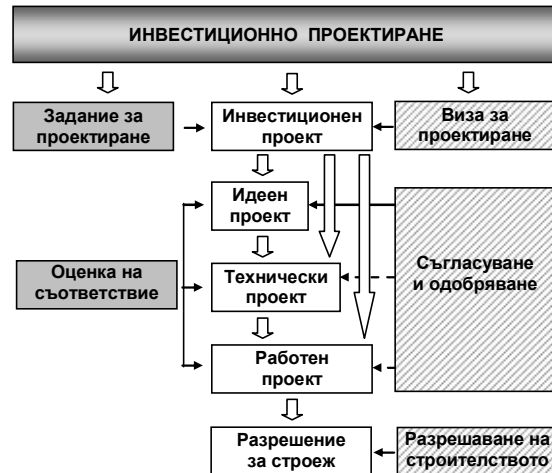 ИНВЕСТИЦИОННО ПРОЕКТИРАНЕ
Задание за
проектиране
Инвестиционен
проект
Виза за
проектиране
Идеен
проект
Оценка на
съответствие
Технически
проект
Съгласуване
и одобряване
Работен
проект
Разрешение
за строеж
Разрешаване на
строителството